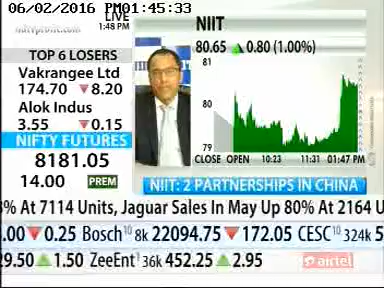 06/02/2016 PM01:45:33
LIVE
1:48 PM
NIIT
80.65 ▲ 0.80 (1.00%)
TOP 6 LOSERS
Vakrangee Ltd
174.70 ▼ 8.20
Alok Indus
3.55 ▼ 0.15
NIFTY FUTURES
8181.05
14.00 PREM
81
80
80
79
CLOSE OPEN 10:23 11:31 01:47 PM
NIIT: 2 PARTNERSHIPS IN CHINA
% At 7114 Units, Jaguar Sales In May Up 80% At 2164 U
.00 ▼ 0.25 Bosch 10 8k 22094.75 ▼ 172.05 CESC 10 324k
29.50 ▲ 1.50 ZeeEnt 1 36k 452.25 ▲ 2.95
airtel